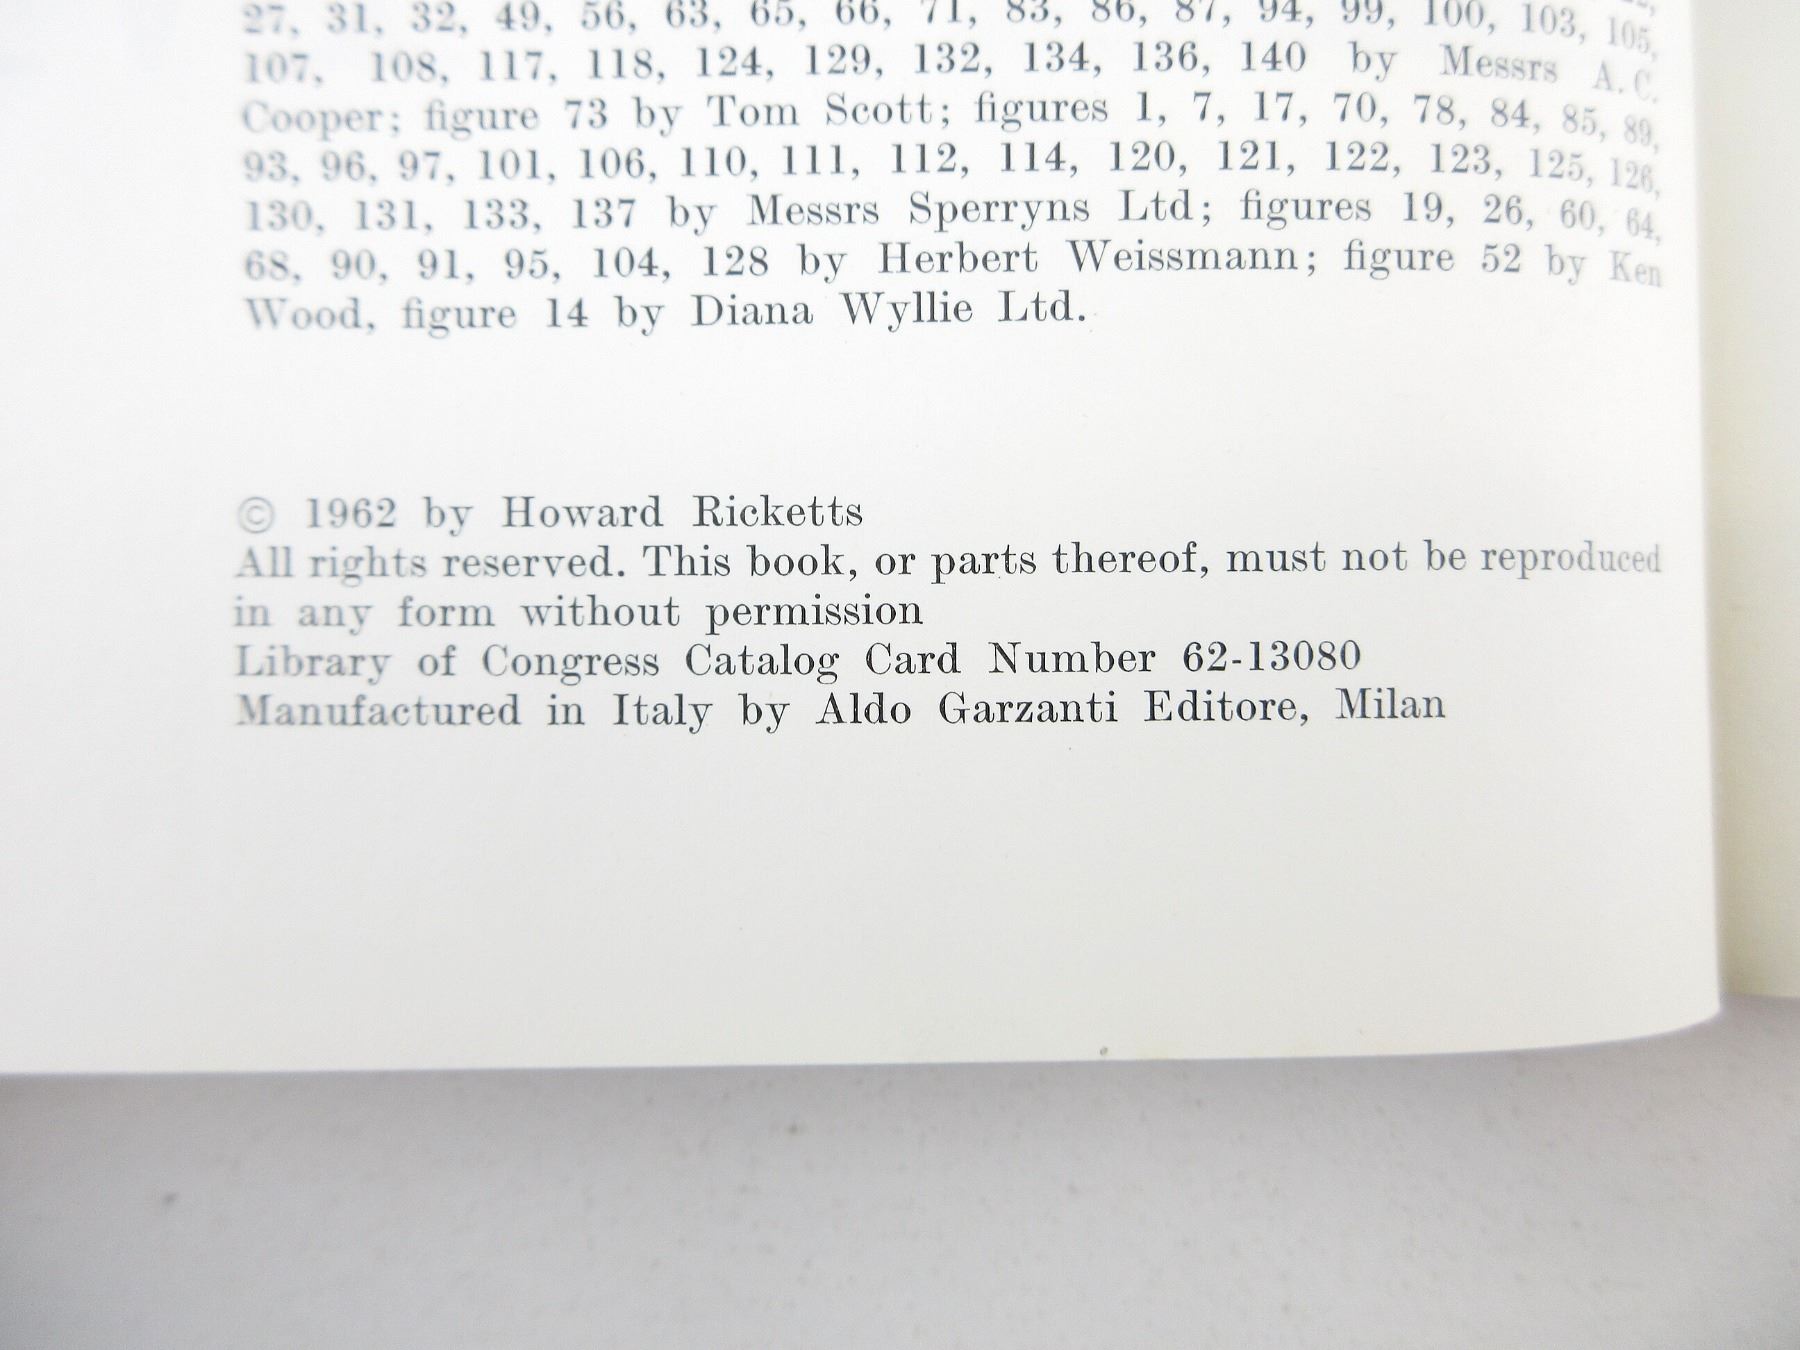 27, 31, 32, 49, 56, 63, 65, 66, 71, 83, 86, 87, 94, 99, 100, 103, 105,
107, 108, 117, 118, 124, 129, 132, 134, 136, 140 by Messrs A. C.
Cooper; figure 73 by Tom Scott; figures 1, 7, 17, 70, 78, 84, 85, 89,
93, 96, 97, 101, 106, 110, 111, 112, 114, 120, 121, 122, 123, 125, 126,
130, 131, 133, 137 by Messrs Sperryns Ltd; figures 19, 26, 60, 64,
68, 90, 91, 95, 104, 128 by Herbert Weissmann; figure 52 by Ken
Wood, figure 14 by Diana Wyllie Ltd.
© 1962 by Howard Ricketts
All rights reserved. This book, or parts thereof, must not be reproduced
in any form without permission
Library of Congress Catalog Card Number 62-13080
Manufactured in Italy by Aldo Garzanti Editore, Milan